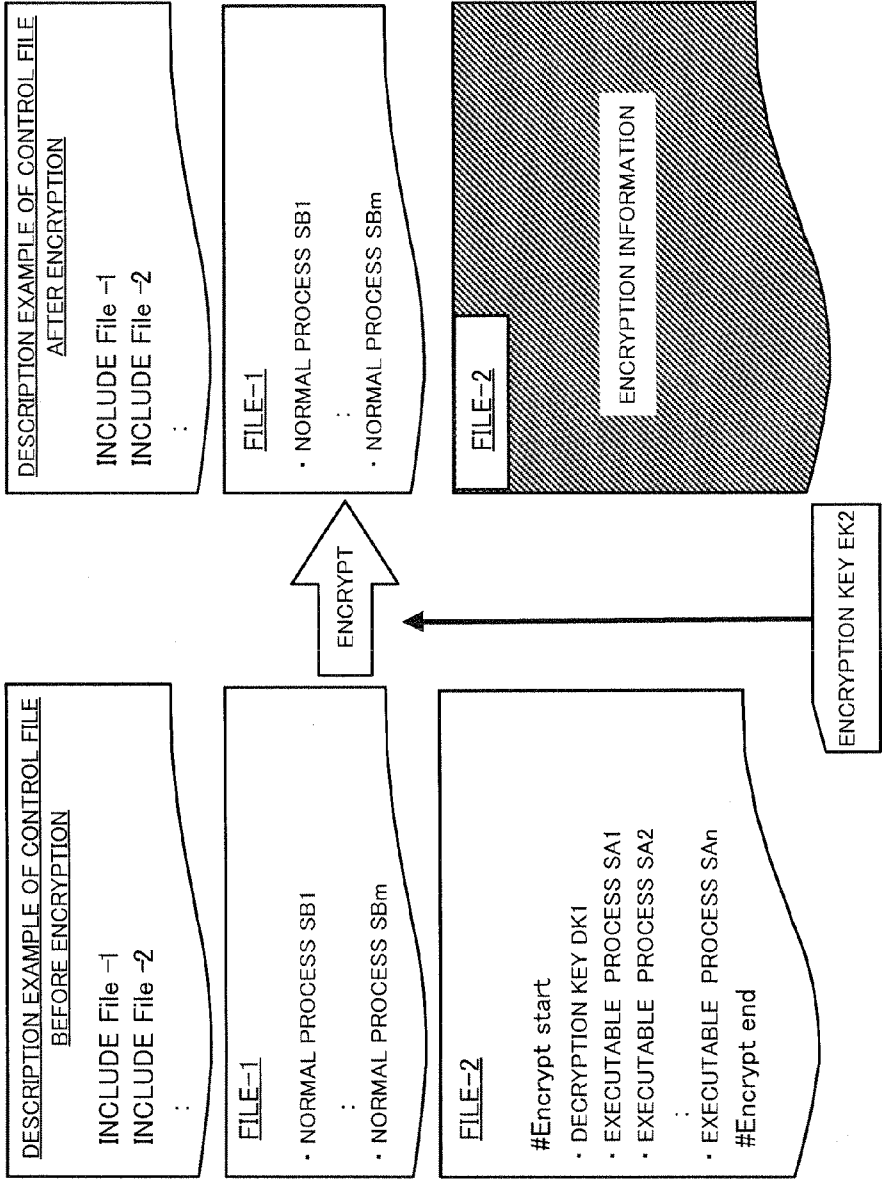 DESCRIPTION EXAMPLE OF CONTROL FILE
BEFORE ENCRYPTION
INCLUDE File -1
INCLUDE File -2
:
FILE-1
・NORMAL PROCESS SB1
:
・NORMAL PROCESS SBm
FILE-2
#Encrypt start
・DECRYPTION KEY DK1
・EXECUTABLE PROCESS SA1
・EXECUTABLE PROCESS SA2
:
・EXECUTABLE PROCESS SAn
#Encrypt end
ENCRYPT
ENCRYPTION KEY EK2
DESCRIPTION EXAMPLE OF CONTROL FILE
AFTER ENCRYPTION
INCLUDE File -1
INCLUDE File -2
:
FILE-1
・NORMAL PROCESS SB1
:
・NORMAL PROCESS SBm
FILE-2
ENCRYPTION INFORMATION